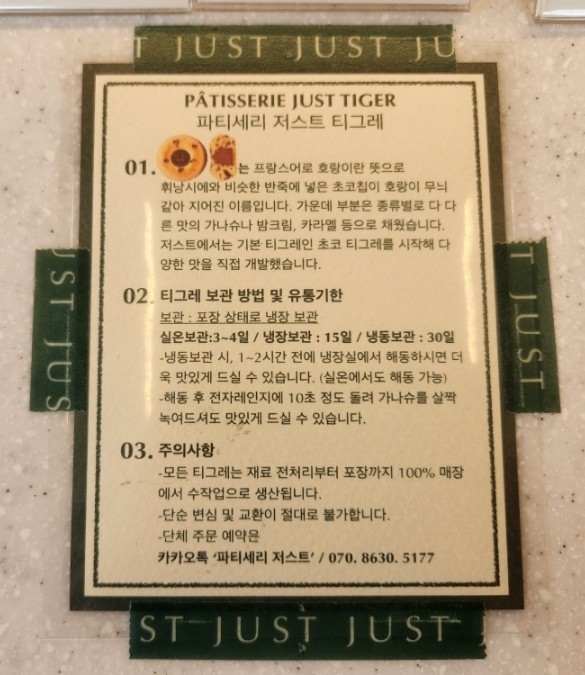 T JUST JUST JU
PÂTISSERIE JUST TIGER
파티세리 저스트 티그레
01. 는 프랑스어로 호랑이란 뜻으로
휘낭시에와 비슷한 반죽에 넣은 초코칩이 호랑이 무늬
같아 지어진 이름입니다. 가운데 부분은 종류별로 다 다
른 맛의 가나슈나 밤크림, 카라멜 등으로 채웠습니다.
저스트에서는 기본 티그레인 초코 티그레를 시작해 다
양한 맛을 직접 개발했습니다.
02. 티그레 보관 방법 및 유통기한
보관 : 포장 상태로 냉장 보관
실온보관:3~4일 / 냉장보관 : 15일 / 냉동보관 : 30일
-냉동보관 시, 1~2시간 전에 냉장실에서 해동하시면 더
욱 맛있게 드실 수 있습니다. (실온에서도 해동 가능)
-해동 후 전자레인지에 10초 정도 돌려 가나슈를 살짝
녹여드셔도 맛있게 드실 수 있습니다.
03. 주의사항
-모든 티그레는 재료 전처리부터 포장까지 100% 매장
에서 수작업으로 생산됩니다.
-단순 변심 및 교환이 절대로 불가합니다.
-단체 주문 예약은
카카오톡 '파티세리 저스트' / 070. 8630. 5177
UST JUS
T JUST
ST JUST JUST J